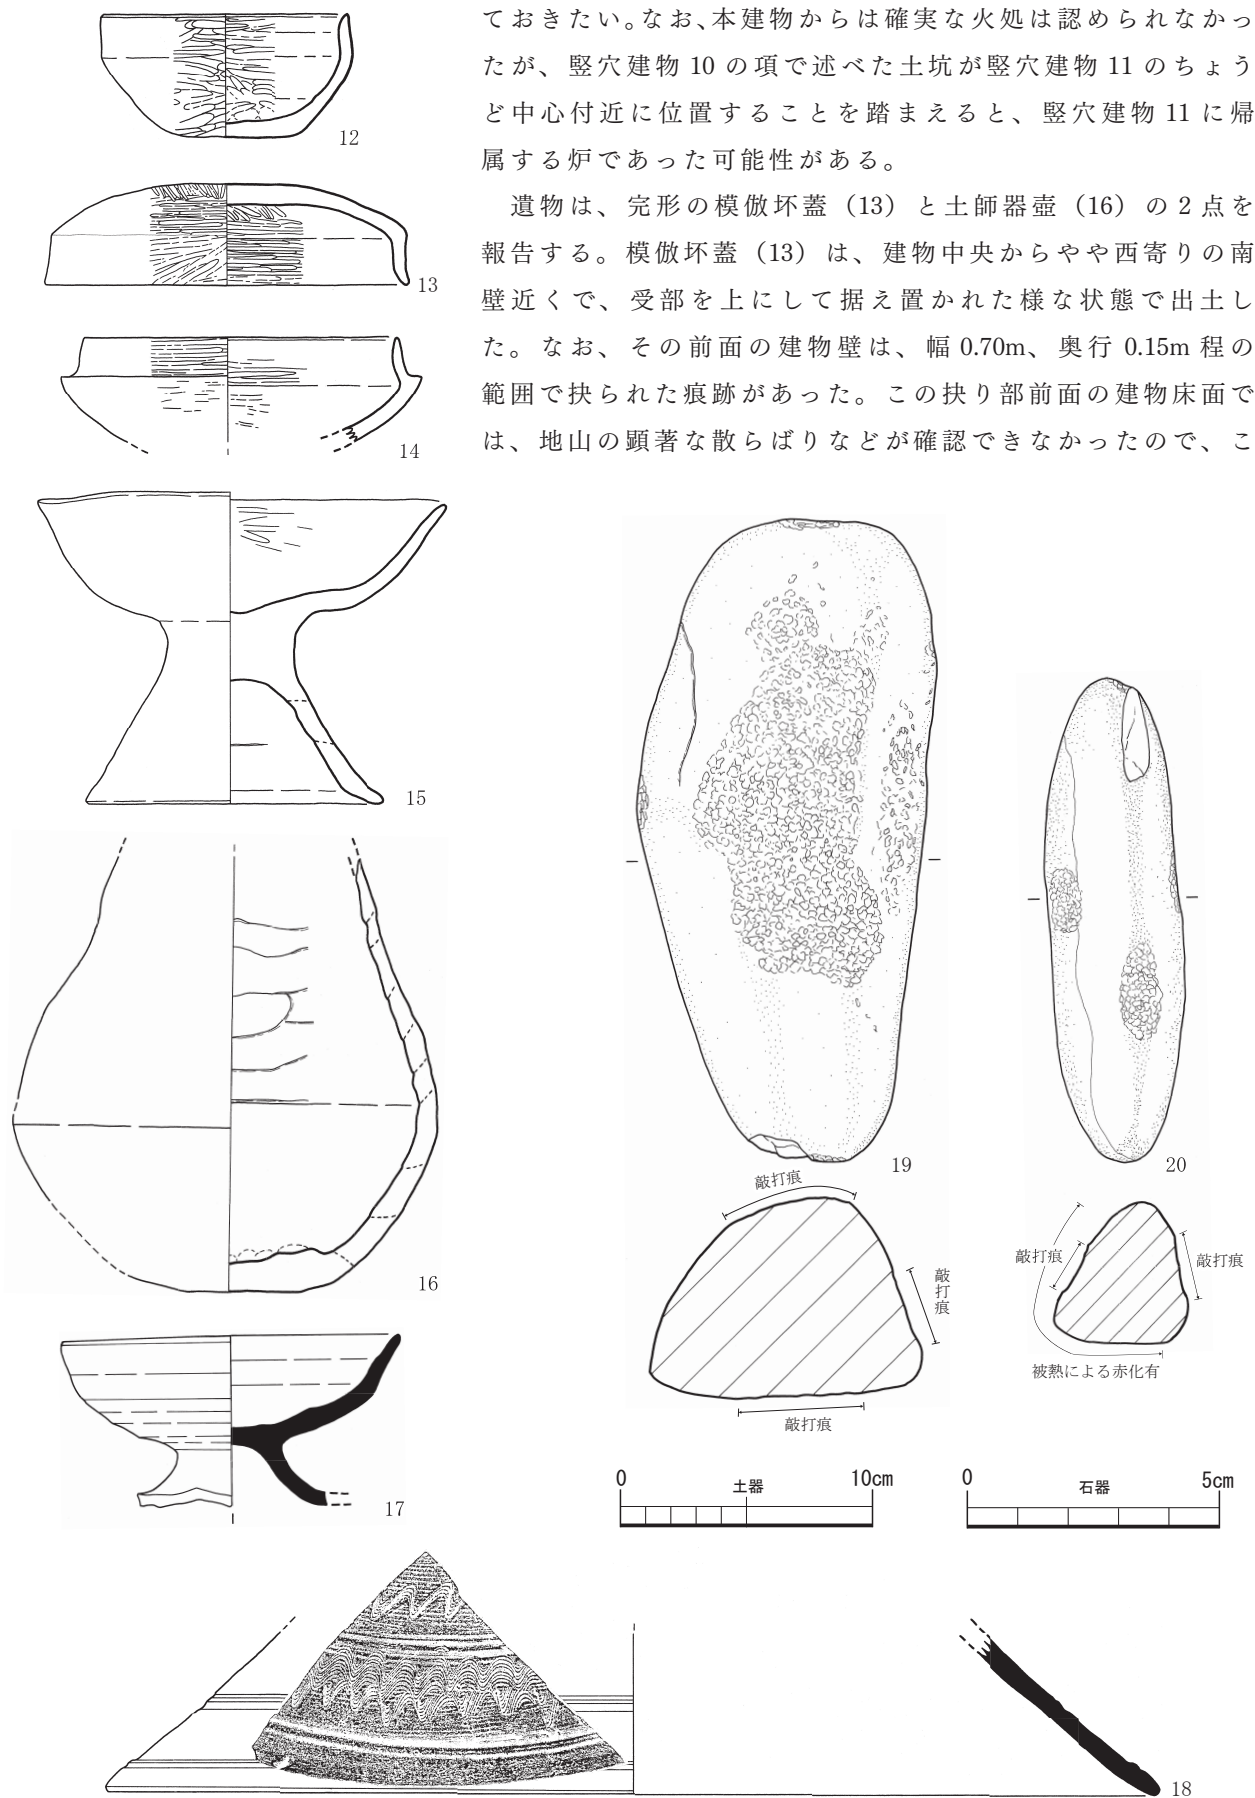 ておきたい。なお、本建物からは確実な火処は認められなかっ
たが、竪穴建物 10 の項で述べた土坑が竪穴建物 11 のちょう
ど中心付近に位置することを踏まえると、竪穴建物 11 に帰
属する炉であった可能性がある。
遺物は、完形の模倣坏蓋（13）と土師器壺（16）の 2 点を
報告する。模倣坏蓋（13）は、建物中央からやや西寄りの南
壁近くで、受部を上にして据え置かれた様な状態で出土し
た。なお、その前面の建物壁は、幅 0.70m、奥行 0.15m 程の
範囲で抉られた痕跡があった。この抉り部前面の建物床面で
は、地山の顕著な散らばりなどが確認できなかったので、こ
12
13
14
15
16
17
18
19
敲打痕
敲打痕
敲打痕
20
敲打痕
敲打痕
被熱による赤化有
0 土器 10cm
0 石器 5cm